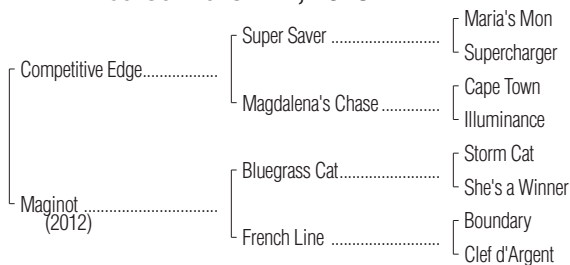 Maria's Mon
Super Saver
Supercharger
Competitive Edge
Cape Town
Magdalena's Chase
Illuminance
Storm Cat
Bluegrass Cat
She's a Winner
Maginot
(2012)
Boundary
French Line
Clef d'Argent